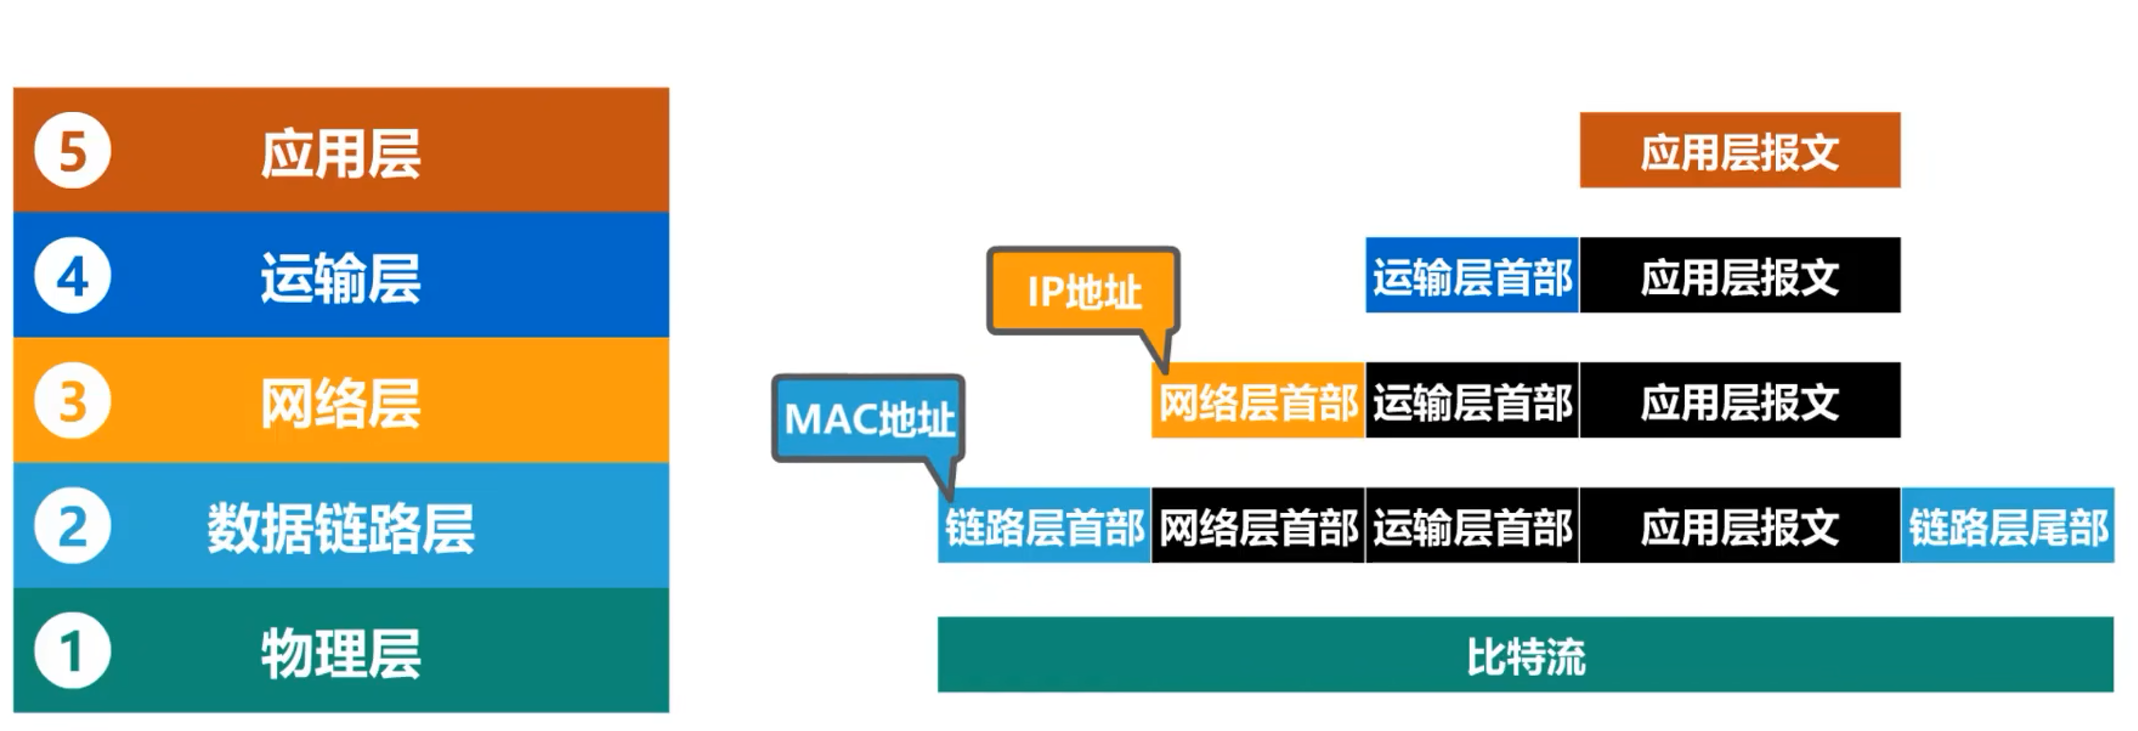 5 应用层 应用层报文
4 运输层 运输层首部 应用层报文
IP地址
3 网络层 网络层首部 运输层首部 应用层报文
MAC地址
2 数据链路层 链路层首部 网络层首部 运输层首部 应用层报文 链路层尾部
1 物理层 比特流